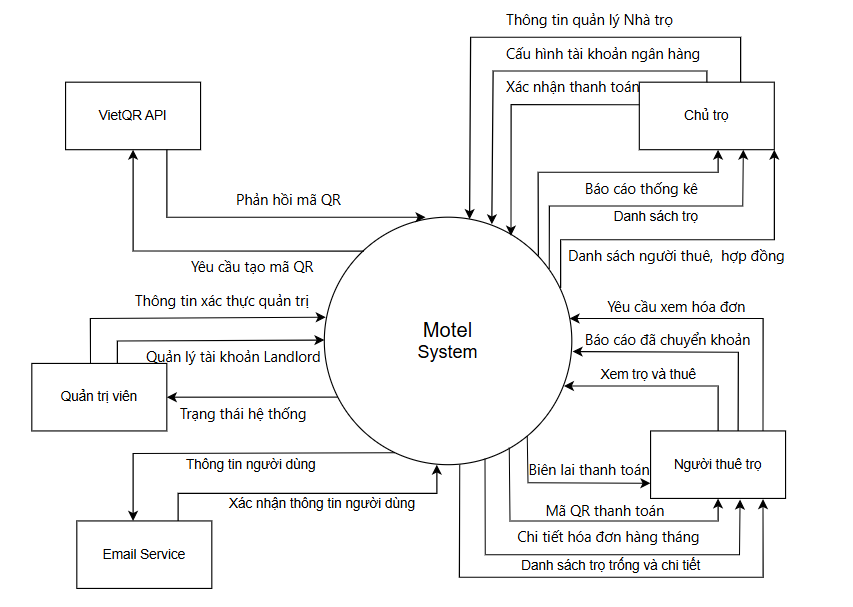 Thông tin quản lý Nhà trọ
Cấu hình tài khoản ngân hàng
Xác nhận thanh toán
VietQR API
Chủ trọ
Phản hồi mã QR
Báo cáo thống kê
Danh sách trọ
Yêu cầu tạo mã QR
Danh sách người thuê, hợp đồng
Thông tin xác thực quản trị
Yêu cầu xem hóa đơn
Motel
System
Báo cáo đã chuyển khoản
Quản lý tài khoản Landlord
Xem trọ và thuê
Quản trị viên
Trạng thái hệ thống
Thông tin người dùng
Người thuê trọ
Biên lai thanh toán
Xác nhận thông tin người dùng
Mã QR thanh toán
Chi tiết hóa đơn hàng tháng
Email Service
Danh sách trọ trống và chi tiết